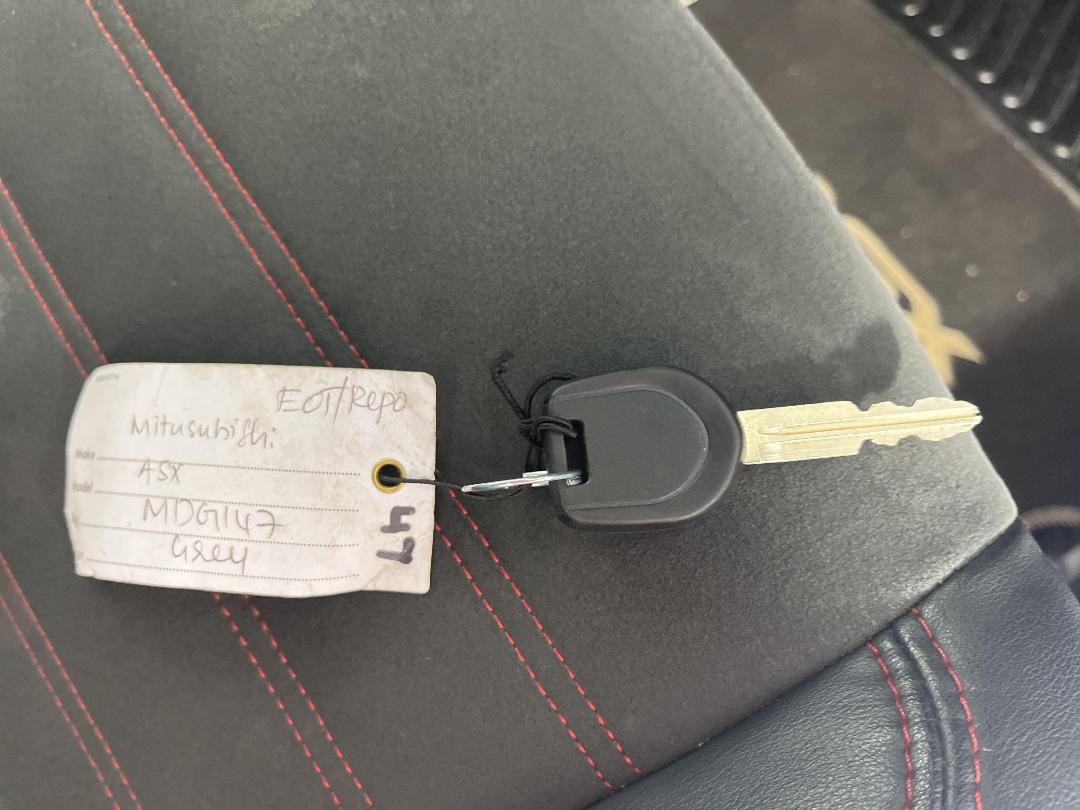 EOT/Repo
Mitusubishi
Make
ASX
Model
MDG147
Grey
47